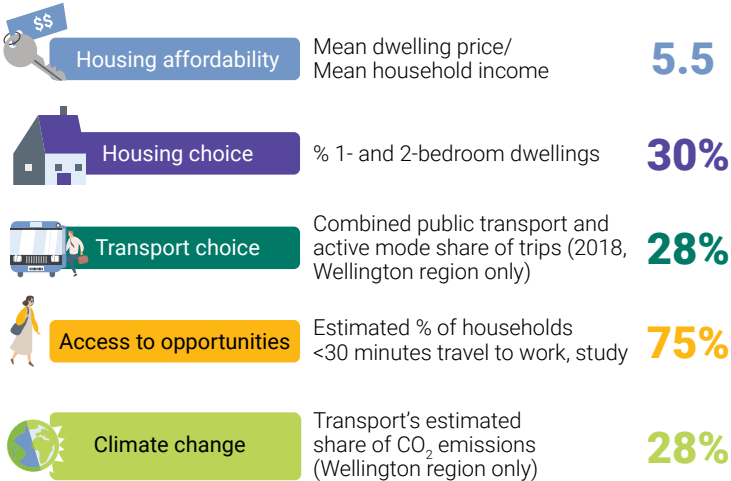 $$
Housing affordability
Mean dwelling price/
Mean household income
5.5
Housing choice
% 1- and 2-bedroom dwellings
30%
Transport choice
Combined public transport and
active mode share of trips (2018,
Wellington region only)
28%
Access to opportunities
Estimated % of households
<30 minutes travel to work, study
75%
Climate change
Transport's estimated
share of CO₂ emissions
(Wellington region only)
28%